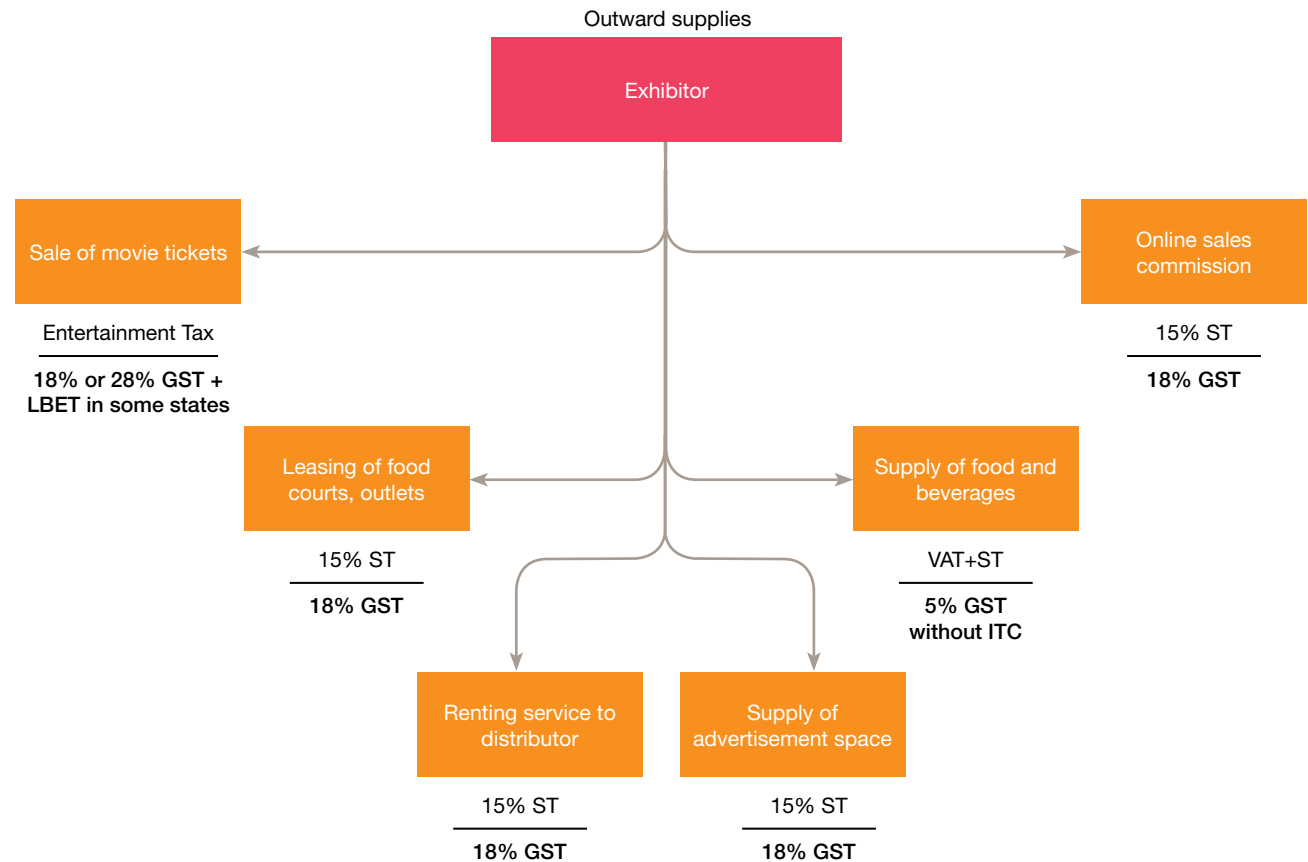 Outward supplies
Exhibitor
Sale of movie tickets
Entertainment Tax
18% or 28% GST +
LBET in some states
Online sales
commission
15% ST
18% GST
Leasing of food
courts, outlets
15% ST
18% GST
Supply of food and
beverages
VAT+ST
5% GST
without ITC
Renting service to
distributor
15% ST
18% GST
Supply of
advertisement space
15% ST
18% GST